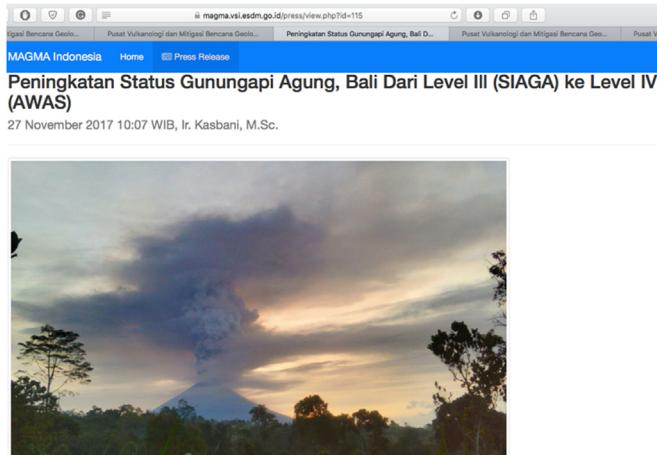 magma.vsi.esdm.go.id/press/view.php?id=115
tigasi Bencana Geolo... Pusat Vulkanologi dan Mitigasi Bencana Geolo... Peningkatan Status Gunungapi Agung, Bali D... Pusat Vulkanologi dan Mitigasi Bencana Geo... Pusat V
MAGMA Indonesia Home Press Release
Peningkatan Status Gunungapi Agung, Bali Dari Level III (SIAGA) ke Level IV
(AWAS)
27 November 2017 10:07 WIB, Ir. Kasbani, M.Sc.